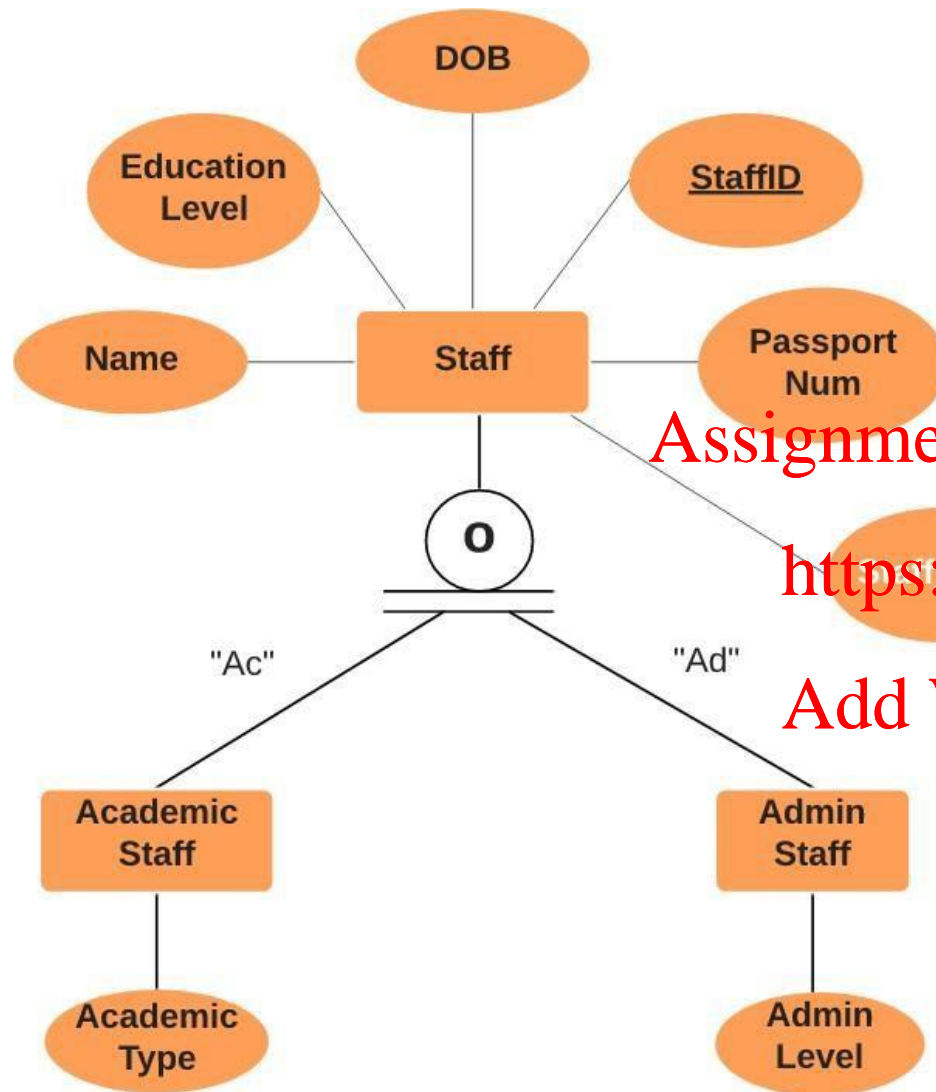 DOB
Education
Level
StaffID
Name
Staff
Passport
Num
Assignme
o
https:
"Ac"
"Ad"
Add
Academic
Staff
Admin
Staff
Academic
Type
Admin
Level